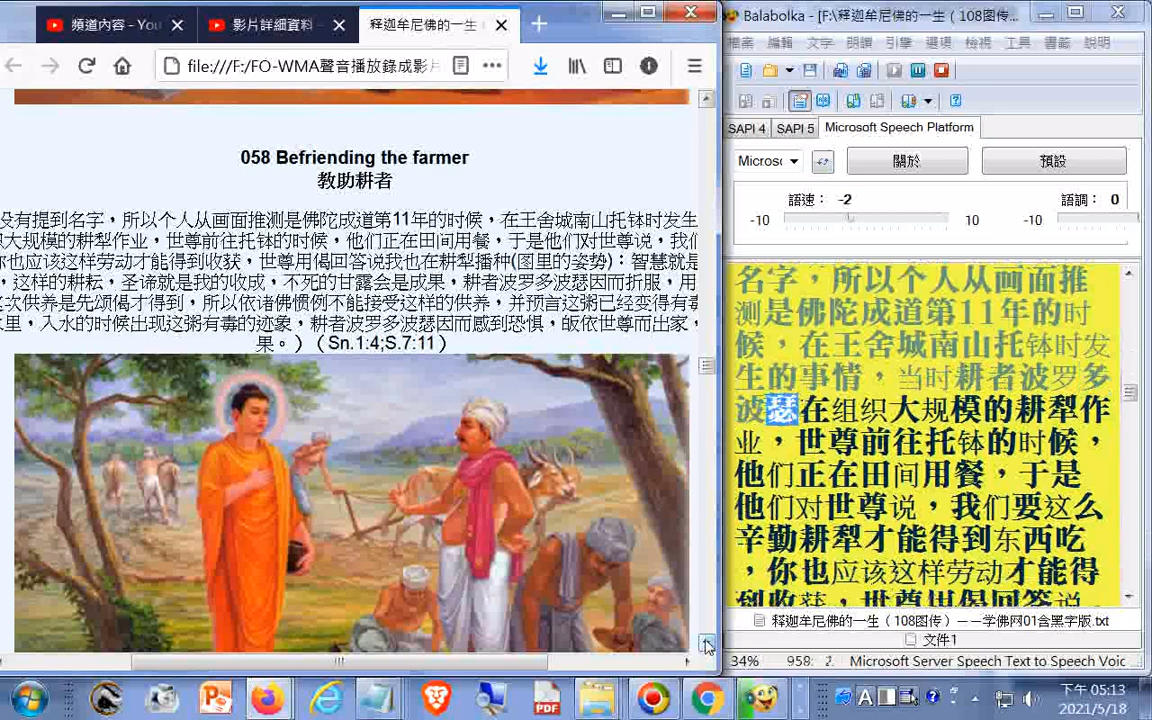 頻道內容 - You
影片詳細資料 -
释迦牟尼佛的一生 (
file:///F:/FO-WMA聲音播放錄成影片
058 Befriending the farmer
教助耕者
没有提到名字，所以个人从画面推测是佛陀成道第11年的时候，在王舍城南山托钵时发生
大规模的耕犁作业，世尊前往托钵的时候，他们正在田间用餐，于是他们对世尊说，我们
你也应该这样劳动才能得到收获，世尊用偈回答说我也在耕犁播种(图里的姿势)：智慧就是
，这样的耕耘，圣谛就是我的收成，不死的甘露会是成果，耕者波罗多波瑟因而折服，用
次供养是先颂偈才得到，所以依诸佛惯例不能接受这样的供养，并预言这粥已经变得有毒
里，入水的时候出现这粥有毒的迹象，耕者波罗多波瑟因而感到恐惧，皈依世尊而出家，
果。）（Sn.1:4;S.7:11）
Balabolka - [F:\释迦牟尼佛的一生（108图传）...
檔案 編輯 文字 朗讀 引擎 選項 檢視 工具 書籤 說明
SAPI 4 SAPI 5 Microsoft Speech Platform
Microsc 關於 預設
語速： -2 語調： 0
-10 10 -10
名字，所以个人从画面推
测是佛陀成道第11年的时
候，在王舍城南山托钵时发
生的事情，当时耕者波罗多
波瑟在组织大规模的耕犁作
业，世尊前往托钵的时候，
他们正在田间用餐，于是
他们对世尊说，我们要这么
辛勤耕犁才能得到东西吃
，你也应该这样劳动才能得
到收获，世尊用偈回答说
释迦牟尼佛的一生（108图传）——学佛网01含黑字版.txt
文件1
34% 958: Microsoft Server Speech Text to Speech Voic
PDF
下午 05:13
2021/5/18